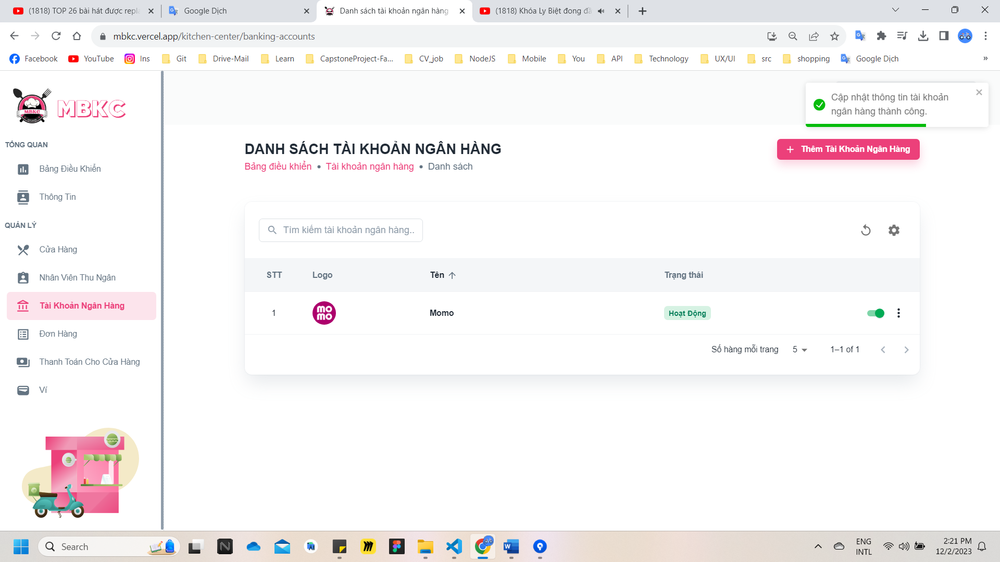 (1818) TOP 26 bài hát được repl
Google Dịch
Danh sách tài khoản ngân hàng
(1818) Khóa Ly Biệt đong đầ
mbkc.vercel.app/kitchen-center/banking-accounts
Facebook
YouTube
Ins
Git
Drive-Mail
Learn
CapstoneProject-Fa...
CV_job
NodeJS
Mobile
You
API
Technology
UX/UI
src
shopping
Google Dịch
»
MBKC
KITCHEN
MBKC
Cập nhật thông tin tài khoản
ngân hàng thành công.
TỔNG QUAN
Bảng Điều Khiển
Thông Tin
QUẢN LÝ
Cửa Hàng
Nhân Viên Thu Ngân
Tài Khoản Ngân Hàng
Đơn Hàng
Thanh Toán Cho Cửa Hàng
Ví
DANH SÁCH TÀI KHOẢN NGÂN HÀNG
Bảng điều khiển • Tài khoản ngân hàng • Danh sách
+ Thêm Tài Khoản Ngân Hàng
Tìm kiếm tài khoản ngân hàng..
STT Logo Tên ↑ Trạng thái
1 mo
mo Momo Hoạt Động
Số hàng mỗi trang 5 1–1 of 1
Search
ENG
INTL
2:21 PM
12/2/2023